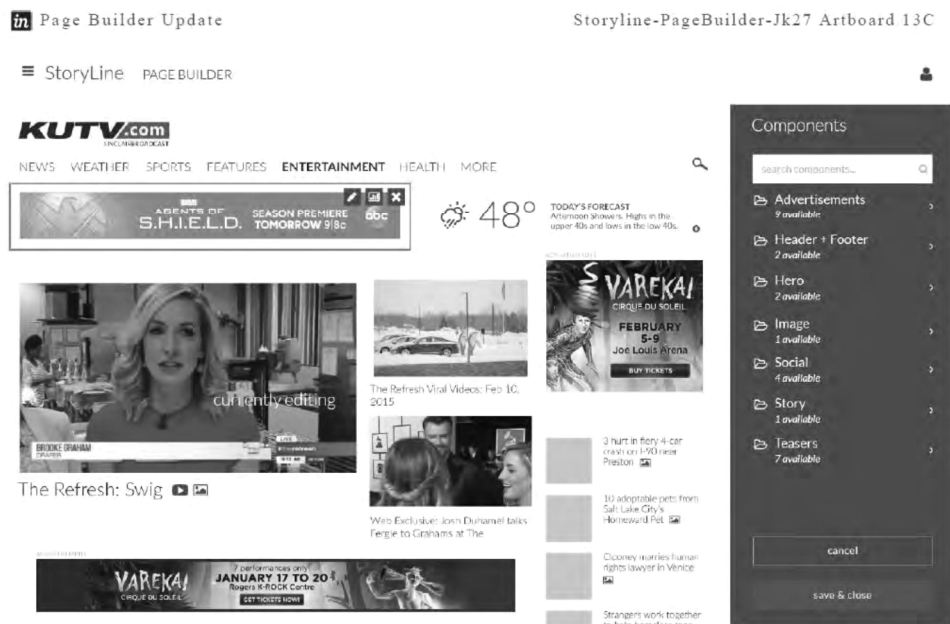 in Page Builder Update
Storyline-PageBuilder-Jk27 Artboard 13C
StoryLine PAGE BUILDER
KUTV.com
NEWS WEATHER SPORTS FEATURES ENTERTAINMENT HEALTH MORE
AGENTS OF
S.H.I.E.L.D.
SEASON PREMIERE
TOMORROW 9|8c
abc
48°
TODAY'S FORECAST
Afternoon Showers. Highs in the
upper 40s and lows in the low 40s.
currently editing
BROOKE GRAHAM
LIVE
The Refresh: Swig
The Refresh Viral Videos: Feb 10,
2015
Web Exclusive: Josh Duhamel talks
Fergie to Grahams at The
VAREKAI
CIRQUE DU SOLEIL
FEBRUARY
5-9
Joe Louis Arena
BUY TICKETS
3 hurt in fiery 4-car
crash on I-90 near
Preston
10 adoptable pets from
Salt Lake City's
Homeward Pet
Clooney marries human
rights lawyer in Venice
Strangers work together
VAREKAI
CIRQUE DU SOLEIL
7 performances only
JANUARY 17 TO 20
Rogers K-ROCK Centre
GET TICKETS NOW!
Components
search components...
Advertisements
9 available
Header + Footer
2 available
Hero
2 available
Image
1 available
Social
4 available
Story
1 available
Teasers
7 available
cancel
save & close